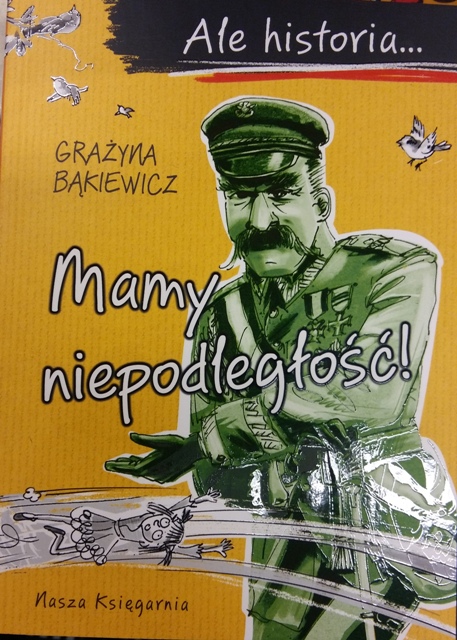 Ale historia...
GRAŻYNA
BĄKIEWICZ
Mamy
niepodległość!
Nasza Księgarnia